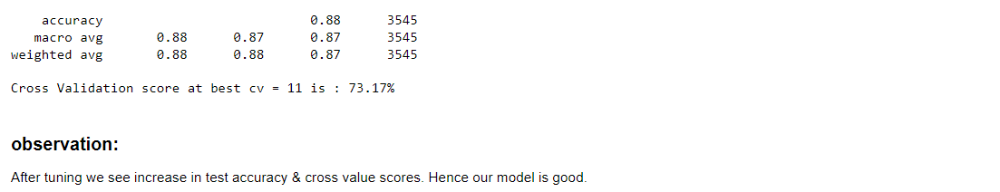 accuracy 0.88 3545
macro avg 0.88 0.87 0.87 3545
weighted avg 0.88 0.88 0.87 3545
Cross Validation score at best cv = 11 is : 73.17%
observation:
After tuning we see increase in test accuracy & cross value scores. Hence our model is good.